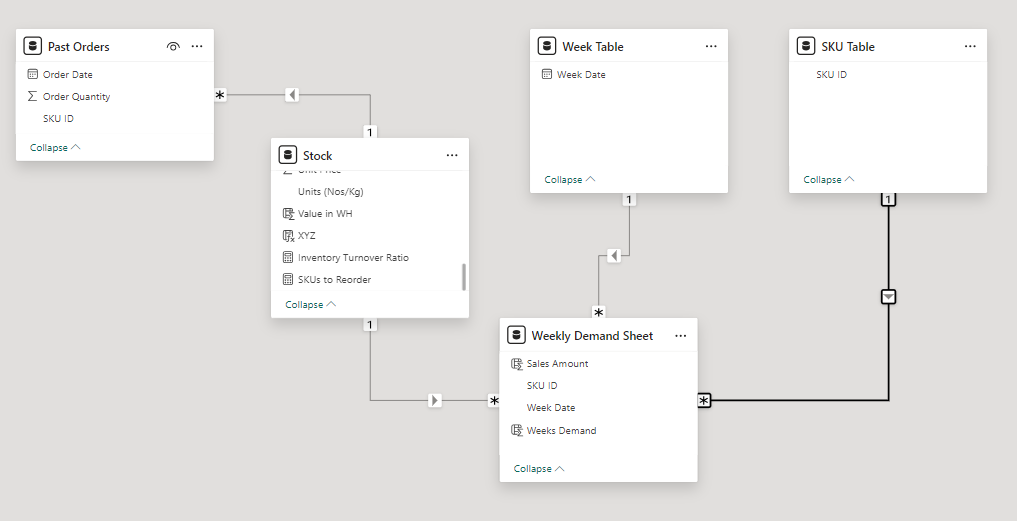 Past Orders
Order Date
Order Quantity
SKU ID
Collapse
*
1
Stock
Unit Price
Units (Nos/Kg)
Value in WH
XYZ
Inventory Turnover Ratio
SKUs to Reorder
Collapse
1
*
Week Table
Week Date
Collapse
1
*
SKU Table
SKU ID
Collapse
1
*
Weekly Demand Sheet
Sales Amount
SKU ID
Week Date
Weeks Demand
Collapse